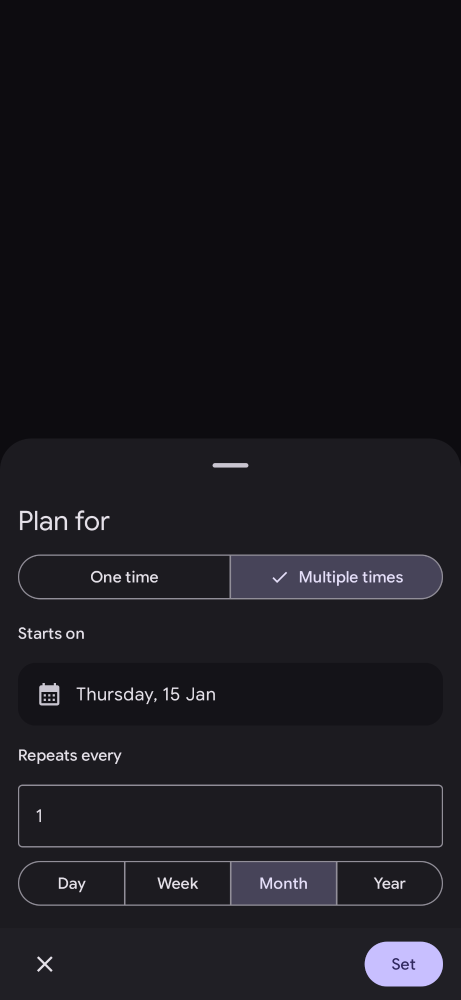 Plan for
One time
Multiple times
Starts on
Thursday, 15 Jan
Repeats every
1
Day Week Month Year
Set